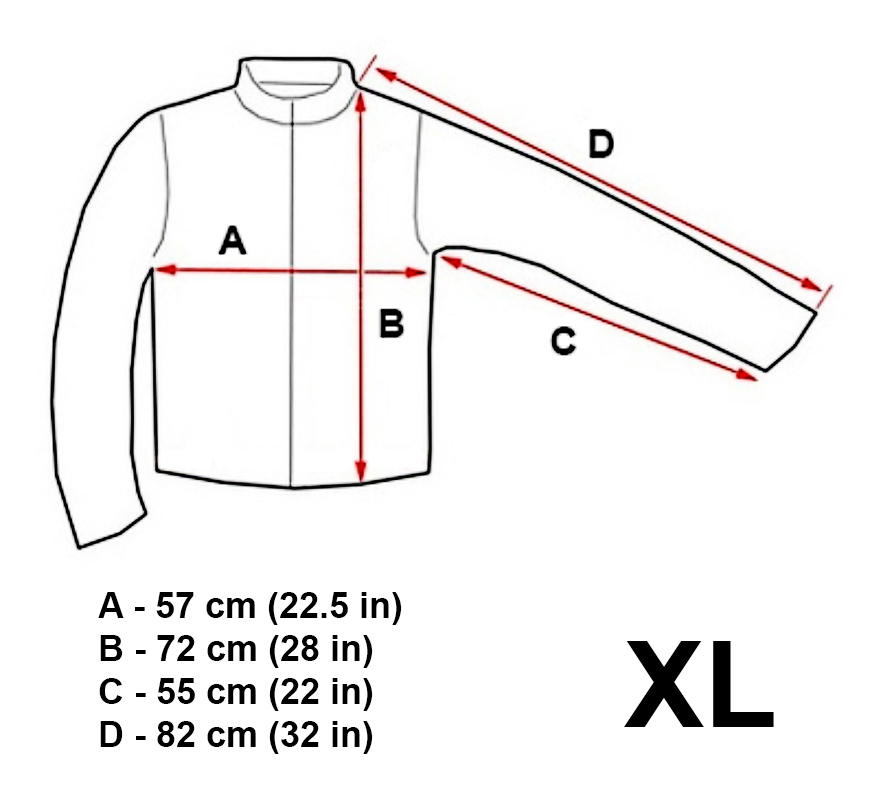 D
A
B
C
A - 57 cm (22.5 in)
B - 72 cm (28 in)
C - 55 cm (22 in)
D - 82 cm (32 in)
XL